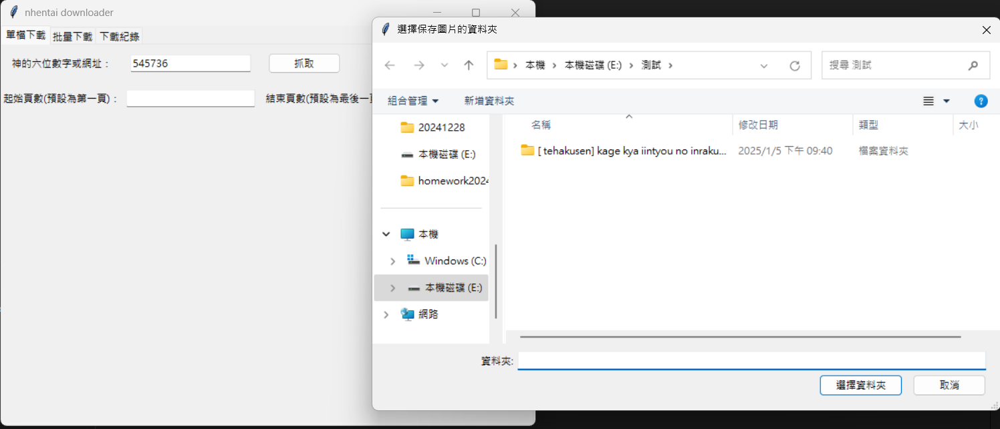 nhentai downloader
單檔下載 批量下載 下載紀錄
神的六位數字或網址： 545736 抓取
起始頁數(預設為第一頁)： 結束頁數(預設為最後一
選擇保存圖片的資料夾
本機 本機磁碟 (E:) 測試
搜尋 測試
組合管理 新增資料夾
?
20241228
本機磁碟 (E:)
homework2024
本機
Windows (C:)
本機磁碟 (E:)
網路
名稱 修改日期 類型 大小
[ tehakusen] kage kya iintyou no inraku... 2025/1/5 下午 09:40 檔案資料夾
資料夾:
選擇資料夾 取消